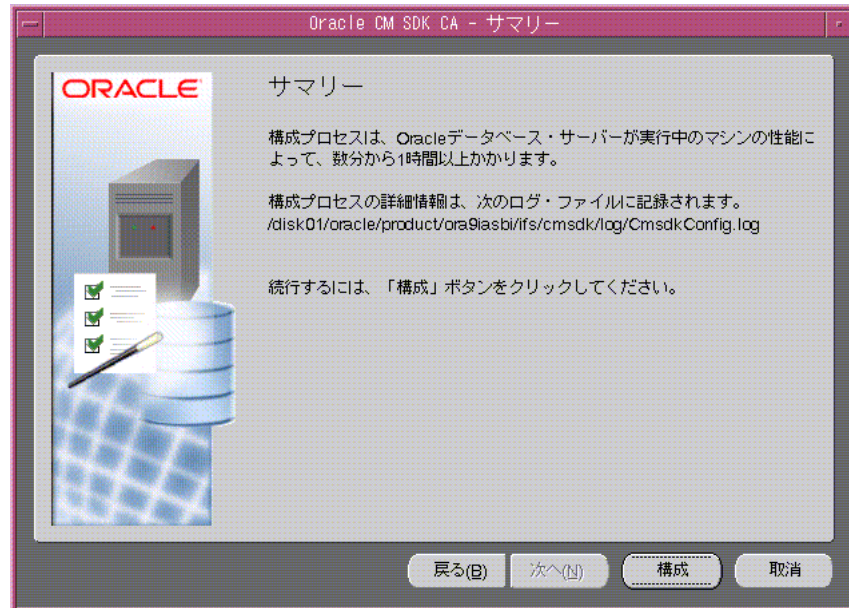 Oracle CM SDK CA - サマリー
ORACLE
サマリー
構成プロセスは、Oracleデータベース・サーバーが実行中のマシンの性能に
よって、数分から1時間以上かかります。
構成プロセスの詳細情報は、次のログ・ファイルに記録されます。
/disk01/oracle/product/ora9iasbi/ifs/cmsdk/log/CmsdkConfig.log
続行するには、「構成」ボタンをクリックしてください。
戻る(B) 次へ(N) 構成 取消